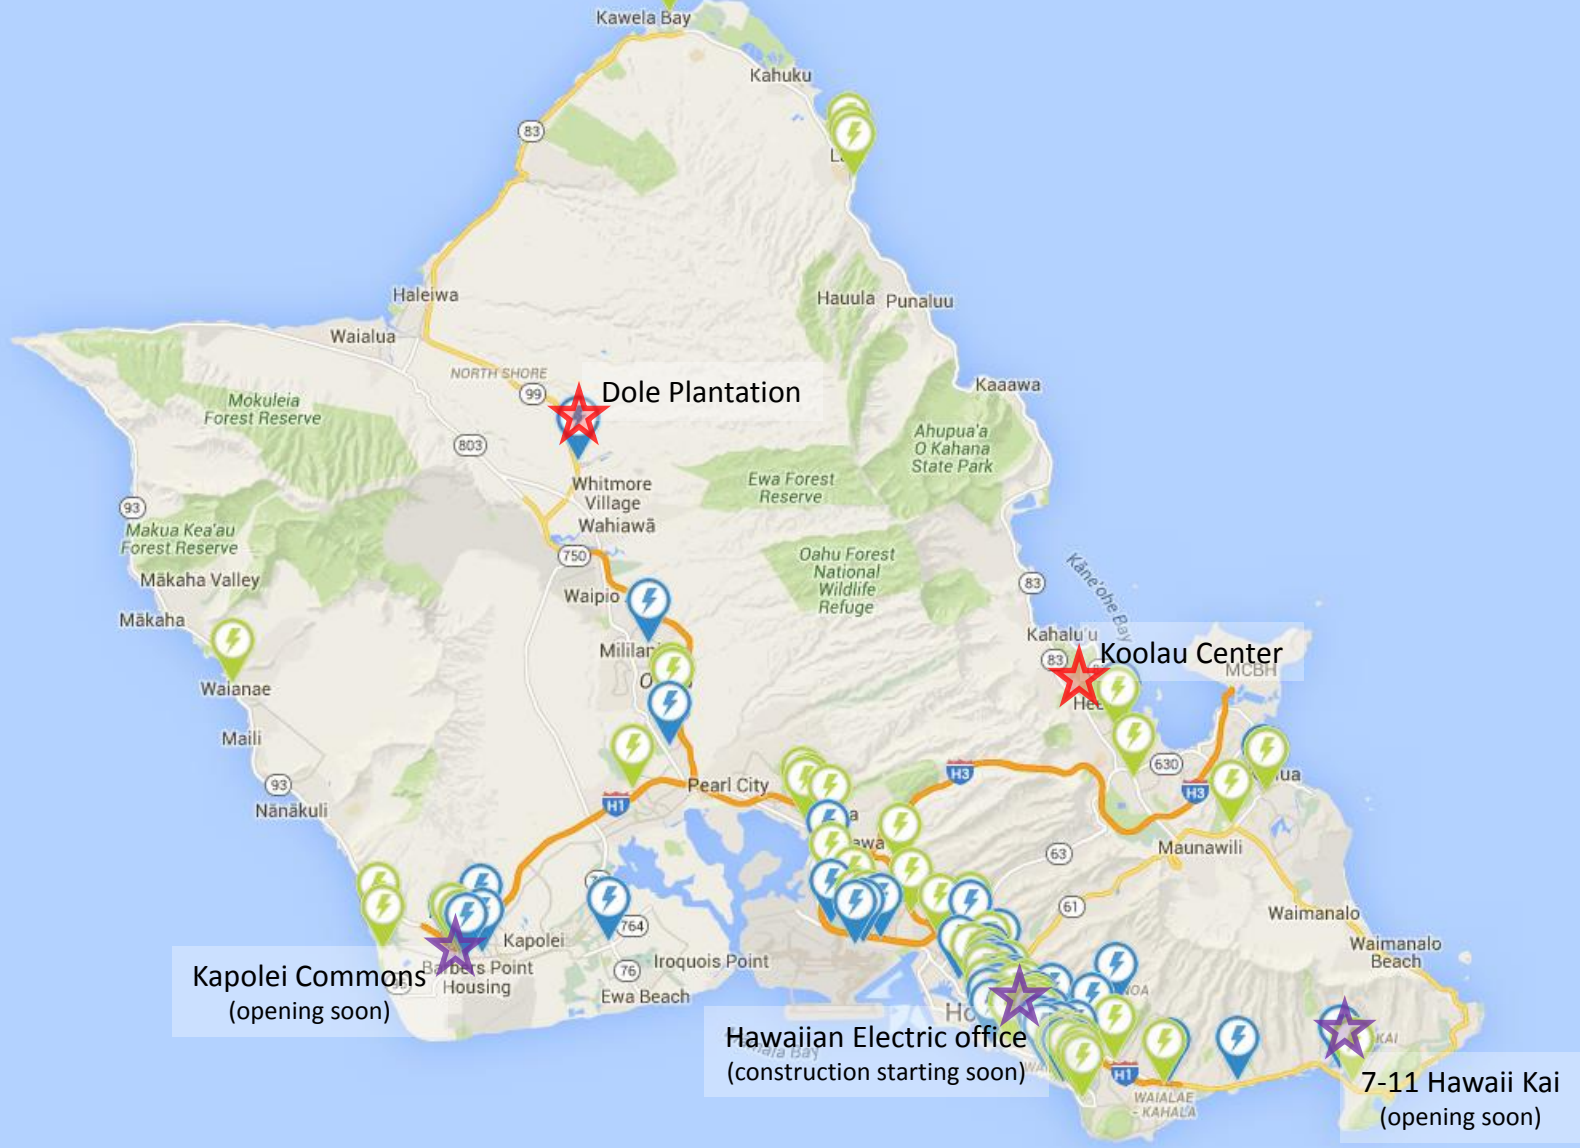 Kawela Bay
Kahuku
83
Haleiwa
Hauula
Punaluu
Waialua
NORTH SHORE
99
Dole Plantation
Kaaawa
Mokuleia
Forest Reserve
803
Ahupua'a
O Kahana
State Park
Whitmore
Village
Ewa Forest
Reserve
93
Wahiawā
Makua Kea'au
Forest Reserve
750
Oahu Forest
National
Wildlife
Refuge
Mākaha Valley
83
Kāne'ohe Bay
Waipio
Mākaha
Kahalu'u
Mililani
83
Koolau Center
MCBH
Waianae
Maili
630
H3
H3
93
Pearl City
Nānākuli
H1
Maunawili
63
61
Waimanalo
764
Kapolei
Waimanalo
Beach
Iroquois Point
76
Kapolei Commons
(opening soon)
Barbers Point
Housing
Ewa Beach
Hawaiian Electric office
(construction starting soon)
KAI
H1
WAIALAE
- KAHALA
7-11 Hawaii Kai
(opening soon)